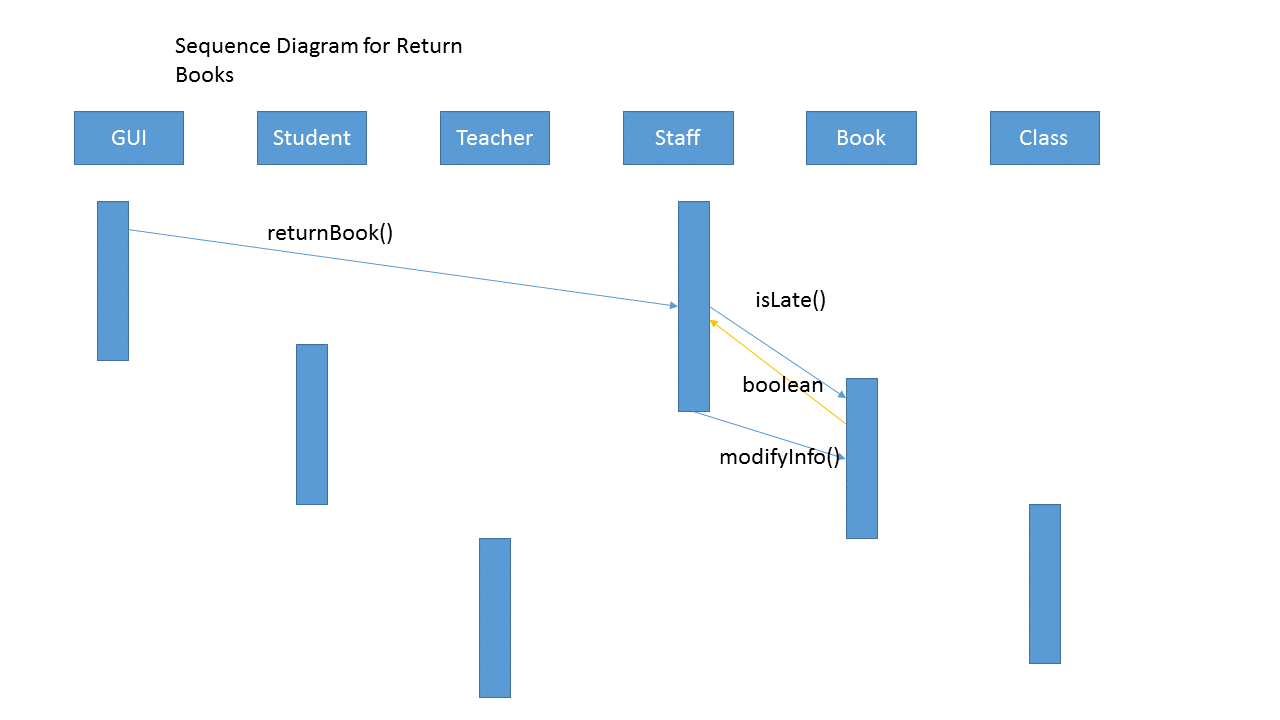 Sequence Diagram for Return
Books
GUI
Student
Teacher
Staff
Book
Class
returnBook()
isLate()
boolean
modifyInfo()